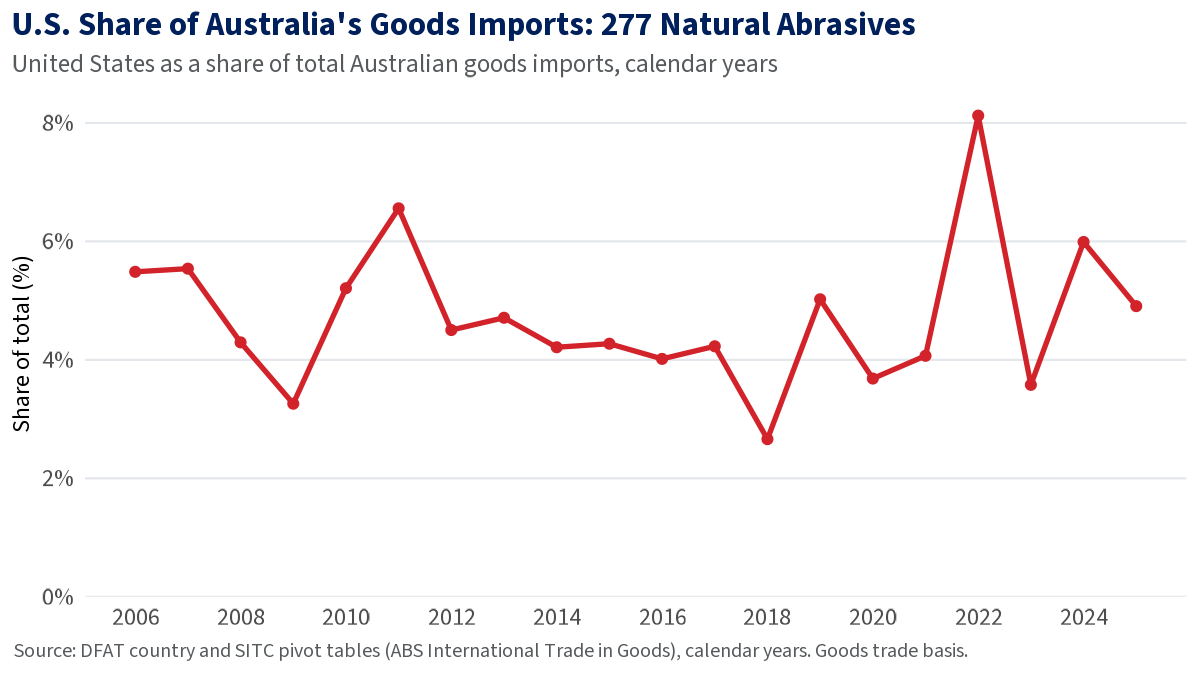 U.S. Share of Australia's Goods Imports: 277 Natural Abrasives
United States as a share of total Australian goods imports, calendar years
Share of total (%)
8%
6%
4%
2%
0%
2006 2008 2010 2012 2014 2016 2018 2020 2022 2024
Source: DFAT country and SITC pivot tables (ABS International Trade in Goods), calendar years. Goods trade basis.